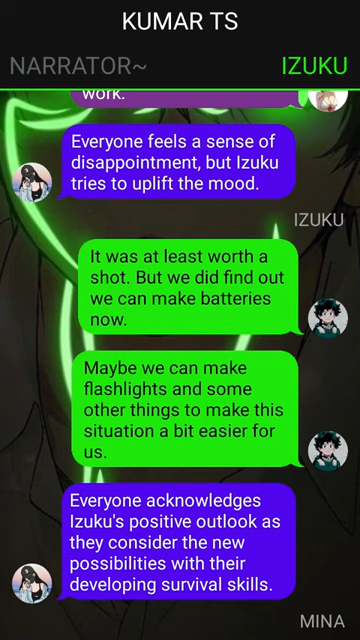 KUMAR TS
NARRATOR~
IZUKU
work.
Everyone feels a sense of
disappointment, but Izuku
tries to uplift the mood.
IZUKU
It was at least worth a
shot. But we did find out
we can make batteries
now.
Maybe we can make
flashlights and some
other things to make this
situation a bit easier for
us.
Everyone acknowledges
Izuku's positive outlook as
they consider the new
possibilities with their
developing survival skills.
MINA